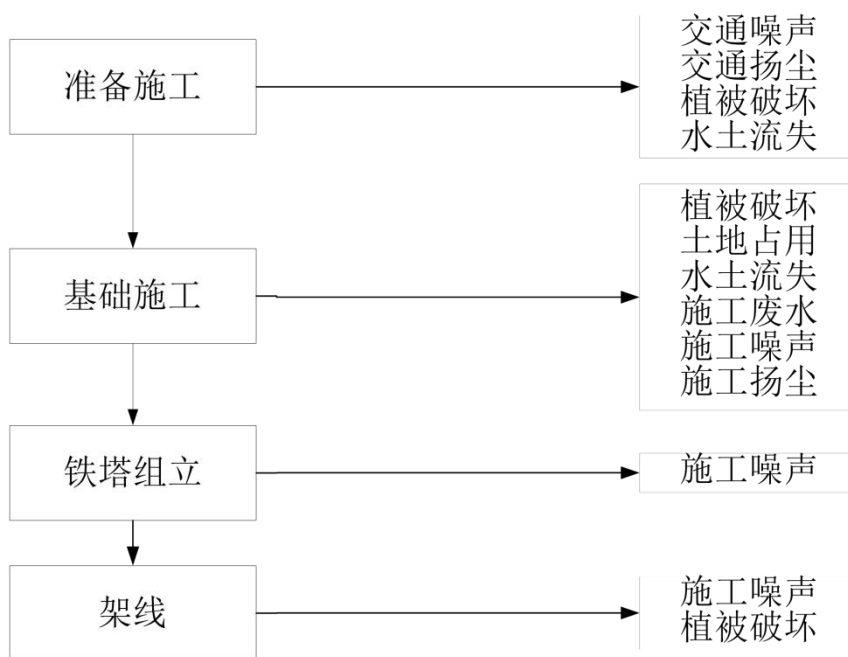 准备施工
交通噪声
交通扬尘
植被破坏
水土流失
基础施工
植被破坏
土地占用
水土流失
施工废水
施工噪声
施工扬尘
铁塔组立
施工噪声
架线
施工噪声
植被破坏